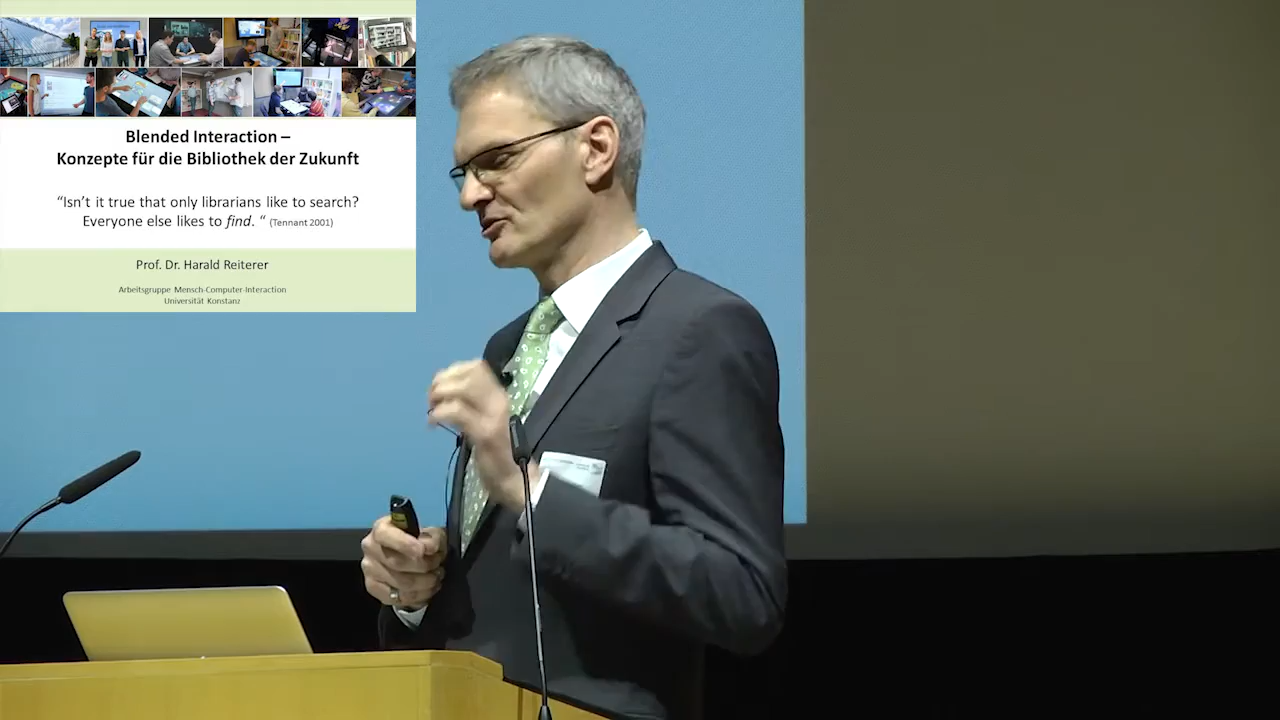 Blended Interaction –
Konzepte für die Bibliothek der Zukunft
“Isn’t it true that only librarians like to search?
Everyone else likes to find. “ (Tennant 2001)
Prof. Dr. Harald Reiterer
Arbeitsgruppe Mensch-Computer-Interaction
Universität Konstanz